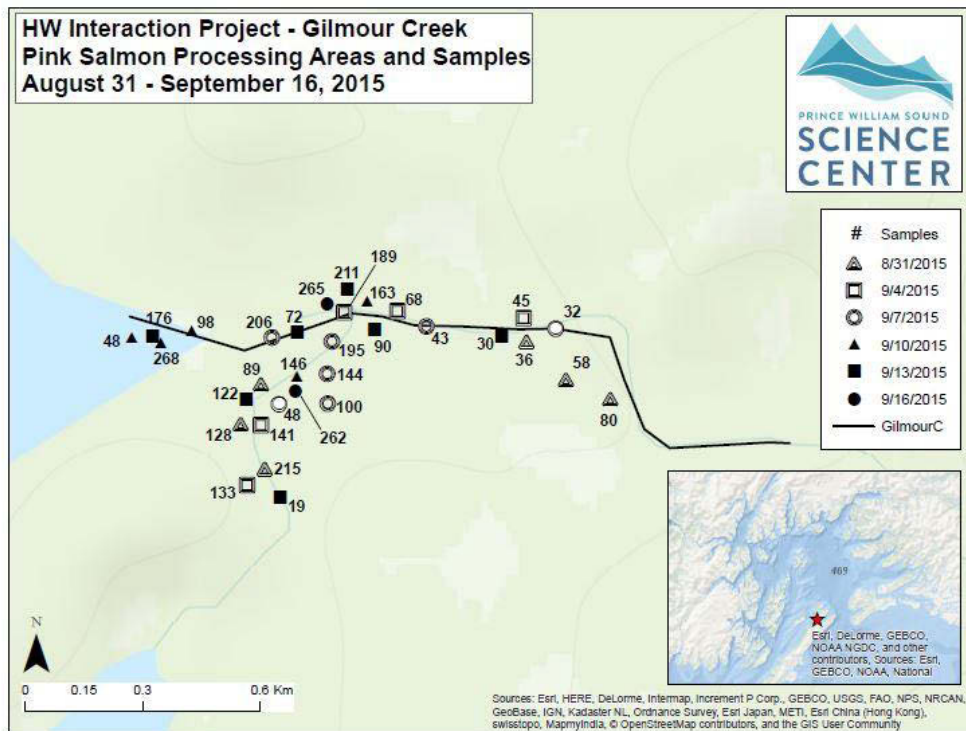 HW Interaction Project - Gilmour Creek
Pink Salmon Processing Areas and Samples
August 31 - September 16, 2015
PRINCE WILLIAM SOUND
SCIENCE
CENTER
# Samples
8/31/2015
9/4/2015
9/7/2015
9/10/2015
9/13/2015
9/16/2015
GilmourC
189
211
265
163
68
45
32
176
98
206
72
48
268
90
43
30
36
195
58
89
146
144
122
80
48
100
128
141
262
215
133
19
N
0 0.15 0.3 0.6 Km
469
Esri, DeLorme, GEBCO,
NOAA NGDC, and other
contributors, Sources: Esri,
GEBCO, NOAA, National
Sources: Esri, HERE, DeLorme, Intermap, increment P Corp., GEBCO, USGS, FAO, NPS, NRCAN,
GeoBase, IGN, Kadaster NL, Ordnance Survey, Esri Japan, METI, Esri China (Hong Kong),
swisstopo, MapmyIndia, © OpenStreetMap contributors, and the GIS User Community